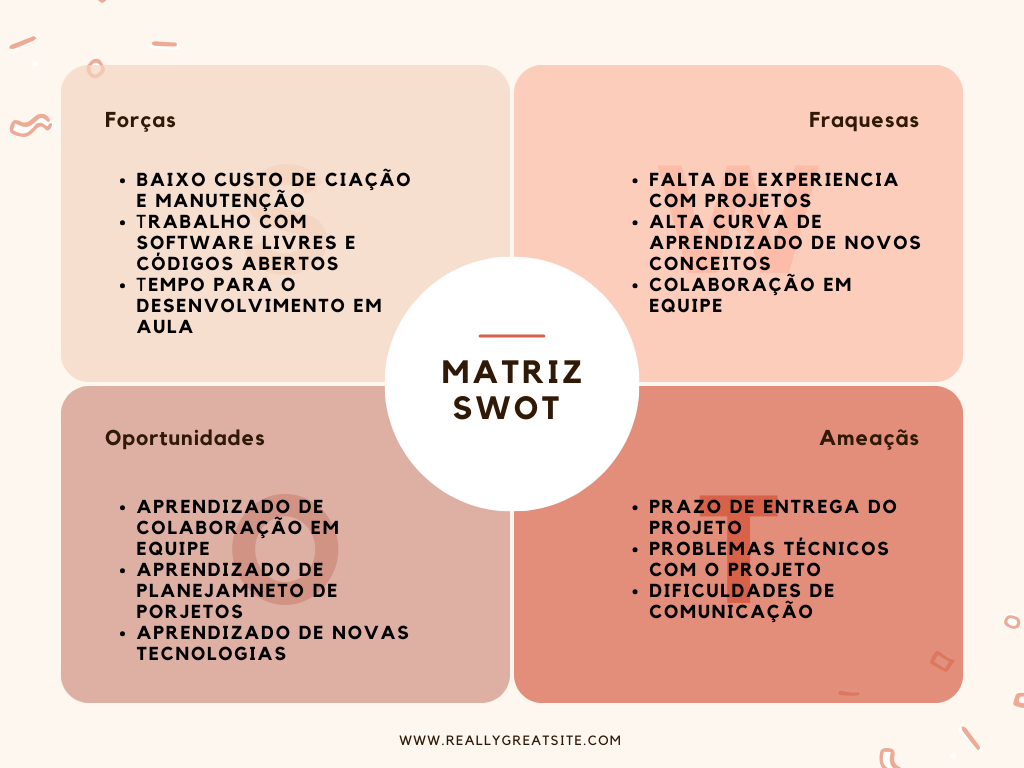 Forças
BAIXO CUSTO DE CIAÇÃO
E MANUTENÇÃO
TRABALHO COM
SOFTWARE LIVRES E
CÓDIGOS ABERTOS
TEMPO PARA O
DESENVOLVIMENTO EM
AULA
Fraquesas
FALTA DE EXPERIENCIA
COM PROJETOS
ALTA CURVA DE
APRENDIZADO DE NOVOS
CONCEITOS
COLABORAÇÃO EM
EQUIPE
MATRIZ
SWOT
Oportunidades
O
APRENDIZADO DE
COLABORAÇÃO EM
EQUIPE
APRENDIZADO DE
PLANEJAMNETO DE
PORJETOS
APRENDIZADO DE NOVAS
TECNOLOGIAS
Ameaçãs
T
PRAZO DE ENTREGA DO
PROJETO
PROBLEMAS TÉCNICOS
COM O PROJETO
DIFICULDADES DE
COMUNICAÇÃO
WWW.REALLYGREATSITE.COM